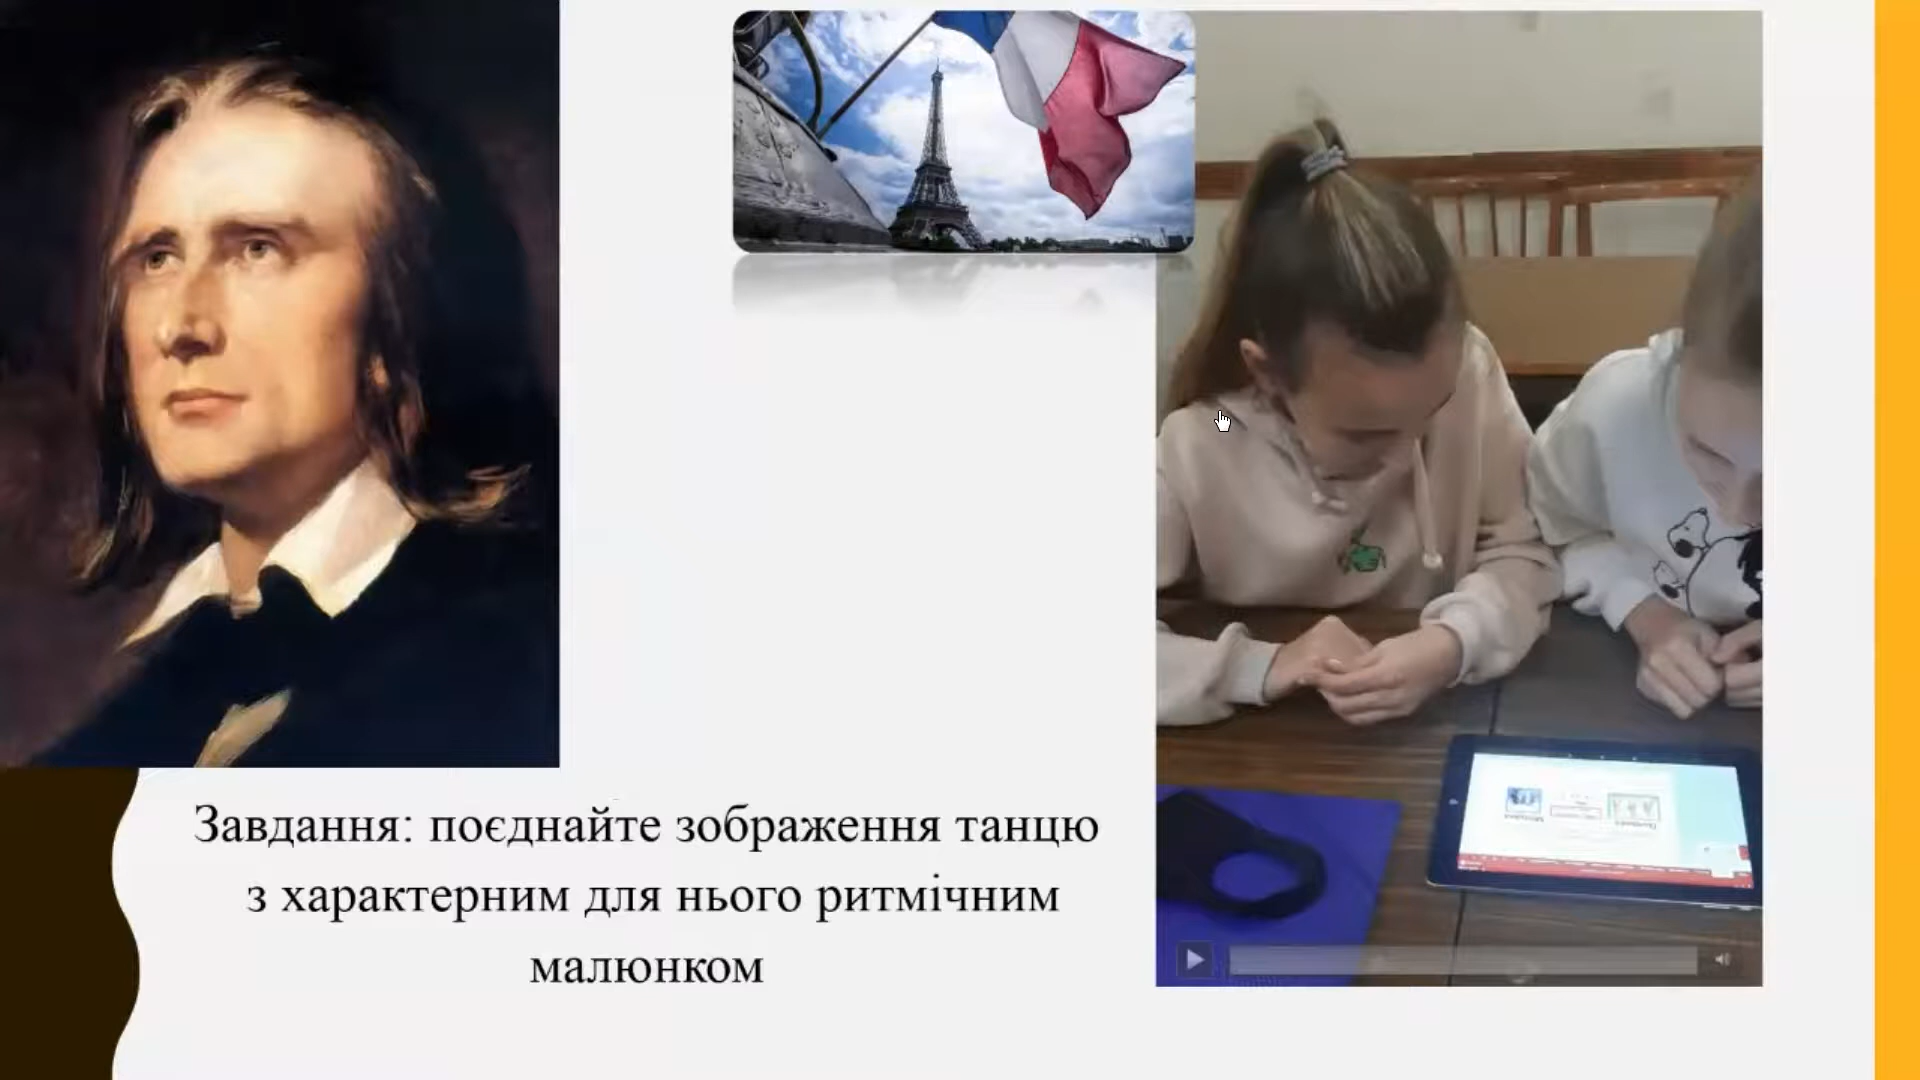 Завдання: поєднайте зображення танцю
з характерним для нього ритмічним
малюнком